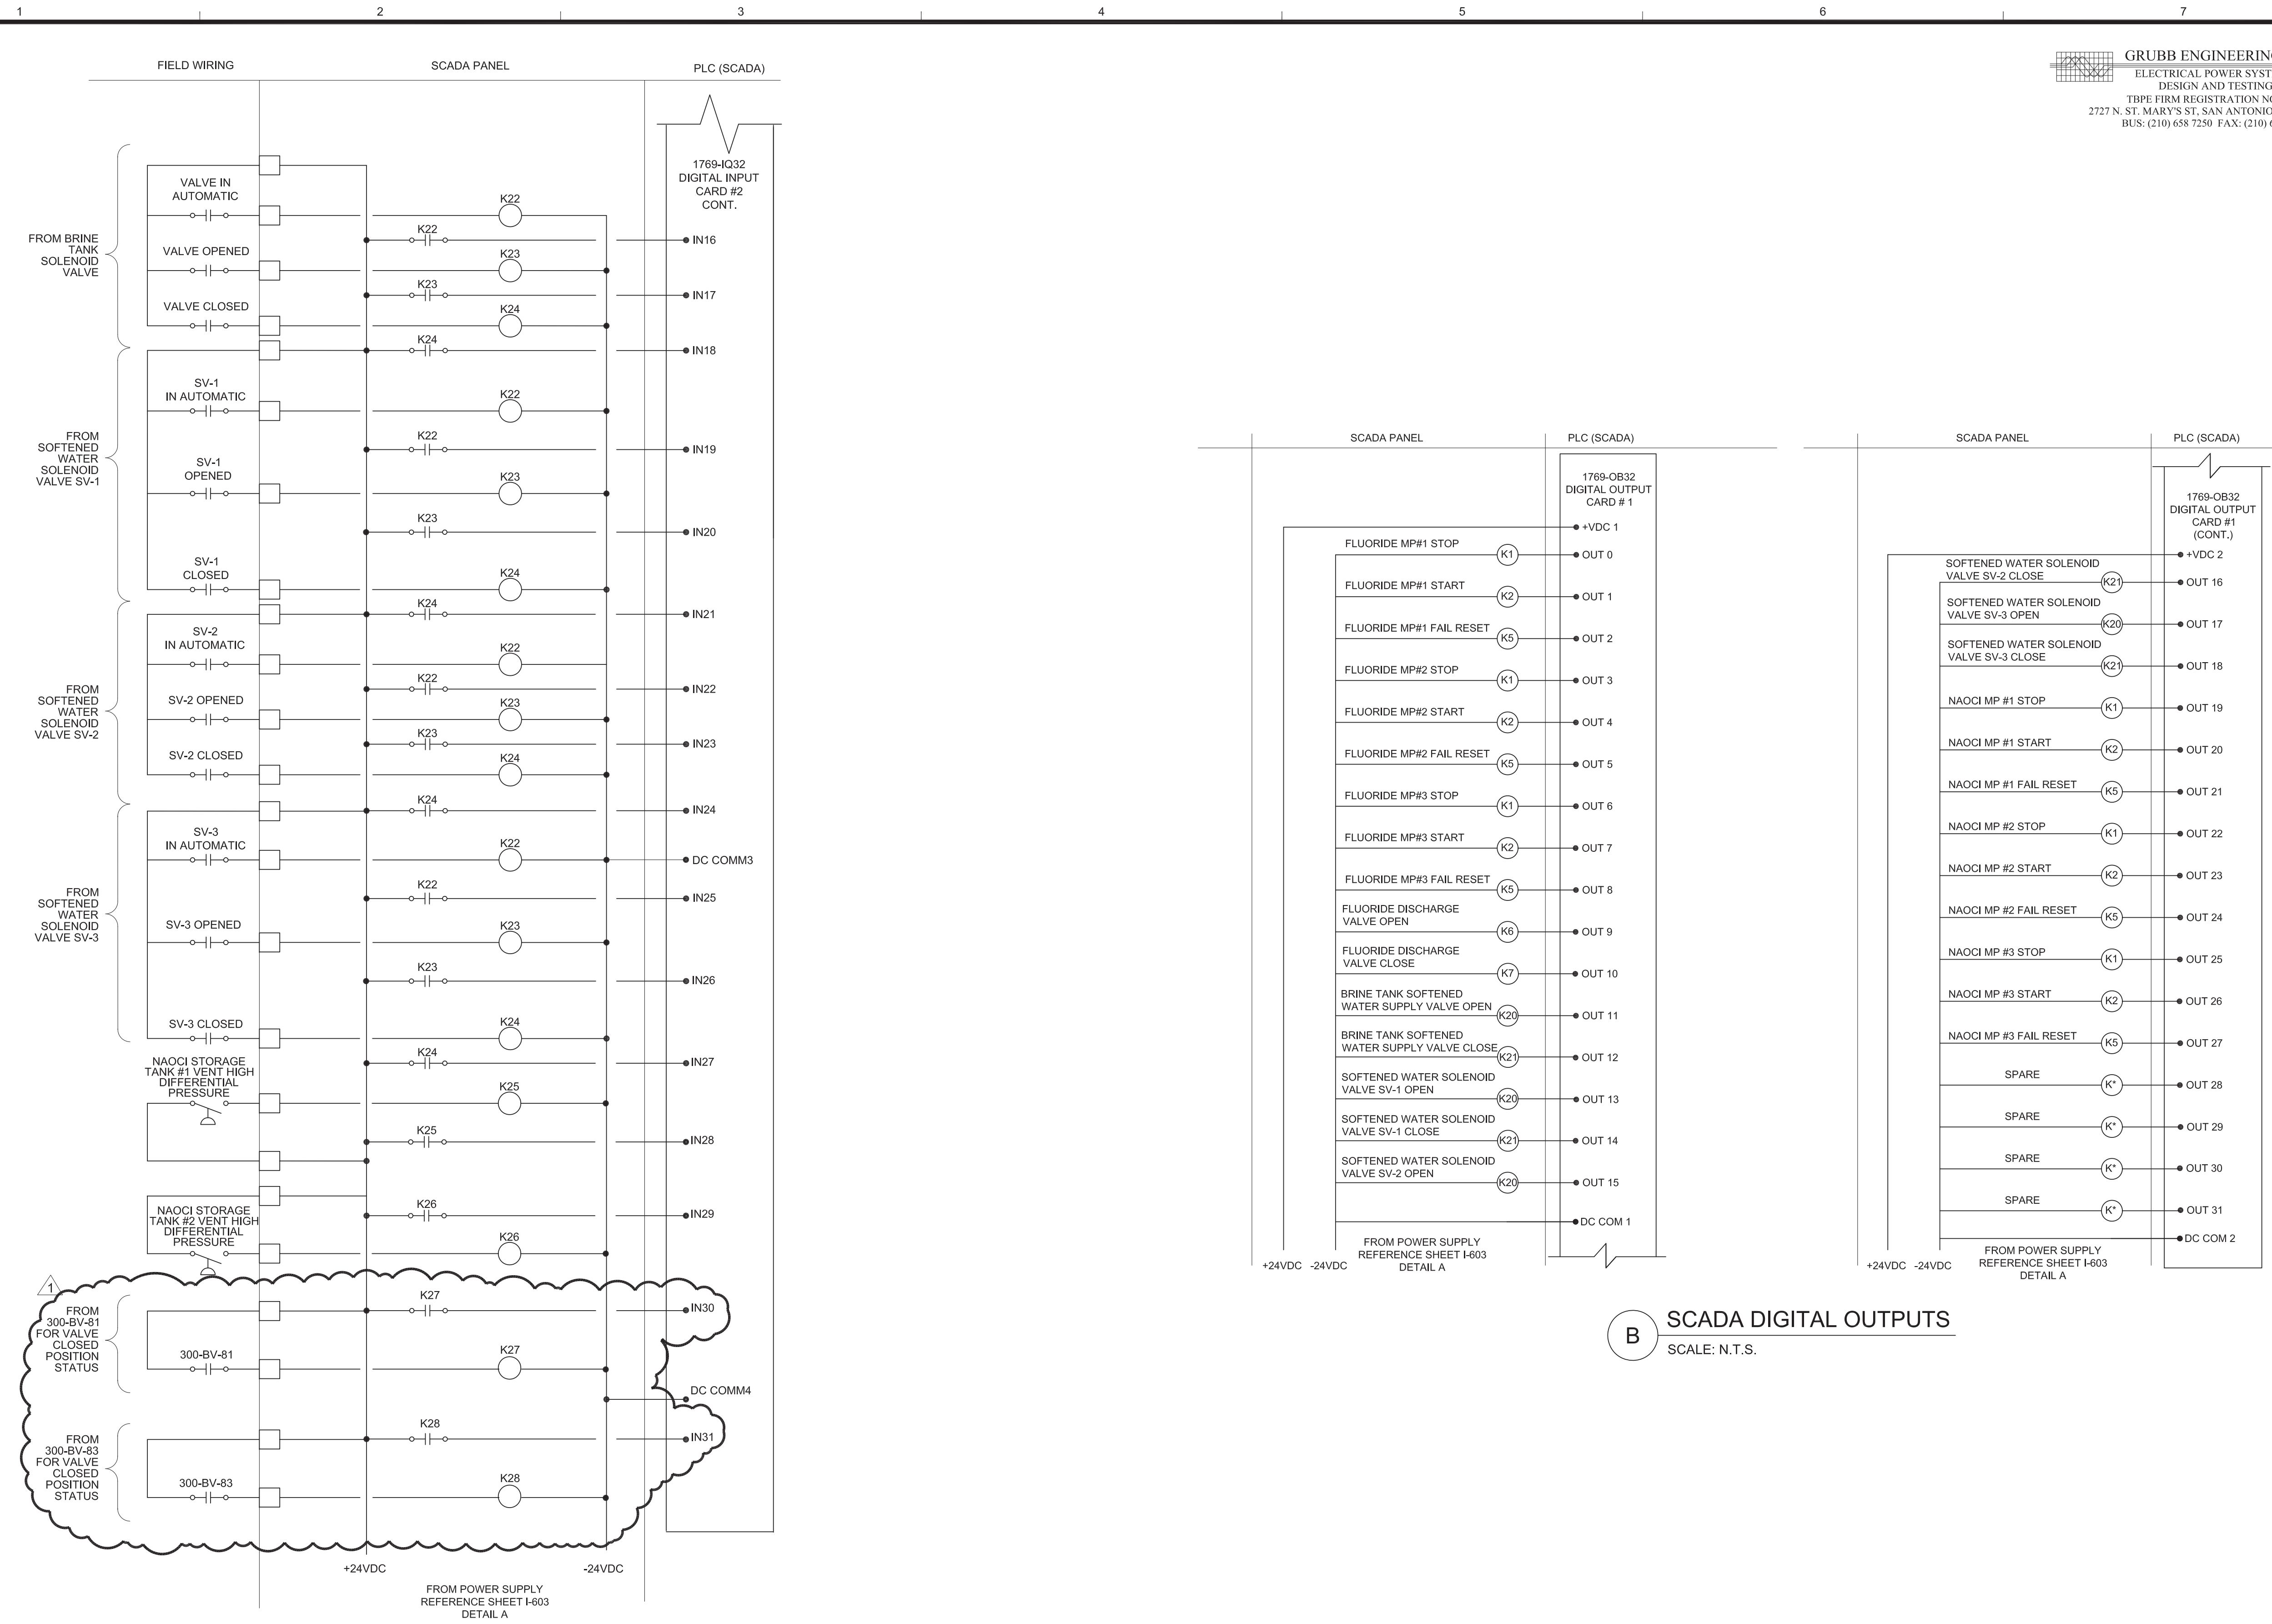 1 2 3 4 5 6 7
GRUBB ENGINEERING
ELECTRICAL POWER SYST
DESIGN AND TESTING
TBPE FIRM REGISTRATION
2727 N. ST. MARY'S ST, SAN ANTONIO
BUS: (210) 658 7250 FAX: (210)
FIELD WIRING
SCADA PANEL
PLC (SCADA)
1769-IQ32
DIGITAL INPUT
CARD #2
CONT.
FROM BRINE
TANK
SOLENOID
VALVE
VALVE IN
AUTOMATIC
K22
K22
IN16
VALVE OPENED
K23
K23
IN17
VALVE CLOSED
K24
K24
IN18
FROM
SOFTENED
WATER
SOLENOID
VALVE SV-1
SV-1
IN AUTOMATIC
K22
K22
IN19
SV-1
OPENED
K23
K23
IN20
SV-1
CLOSED
K24
K24
IN21
FROM
SOFTENED
WATER
SOLENOID
VALVE SV-2
SV-2
IN AUTOMATIC
K22
K22
IN22
SV-2 OPENED
K23
K23
IN23
SV-2 CLOSED
K24
K24
IN24
FROM
SOFTENED
WATER
SOLENOID
VALVE SV-3
SV-3
IN AUTOMATIC
K22
DC COMM3
K22
IN25
SV-3 OPENED
K23
K23
IN26
SV-3 CLOSED
K24
K24
IN27
NAOCI STORAGE
TANK #1 VENT HIGH
DIFFERENTIAL
PRESSURE
K25
K25
IN28
K26
IN29
NAOCI STORAGE
TANK #2 VENT HIGH
DIFFERENTIAL
PRESSURE
K26
1
FROM
300-BV-81
FOR VALVE
CLOSED
POSITION
STATUS
K27
IN30
300-BV-81
K27
DC COMM4
FROM
300-BV-83
FOR VALVE
CLOSED
POSITION
STATUS
K28
IN31
300-BV-83
K28
+24VDC
-24VDC
FROM POWER SUPPLY
REFERENCE SHEET I-603
DETAIL A
SCADA PANEL
PLC (SCADA)
1769-OB32
DIGITAL OUTPUT
CARD # 1
+VDC 1
FLUORIDE MP#1 STOP
K1 OUT 0
FLUORIDE MP#1 START
K2 OUT 1
FLUORIDE MP#1 FAIL RESET
K5 OUT 2
FLUORIDE MP#2 STOP
K1 OUT 3
FLUORIDE MP#2 START
K2 OUT 4
FLUORIDE MP#2 FAIL RESET
K5 OUT 5
FLUORIDE MP#3 STOP
K1 OUT 6
FLUORIDE MP#3 START
K2 OUT 7
FLUORIDE MP#3 FAIL RESET
K5 OUT 8
FLUORIDE DISCHARGE
VALVE OPEN
K6 OUT 9
FLUORIDE DISCHARGE
VALVE CLOSE
K7 OUT 10
BRINE TANK SOFTENED
WATER SUPPLY VALVE OPEN
K20 OUT 11
BRINE TANK SOFTENED
WATER SUPPLY VALVE CLOSE
K21 OUT 12
SOFTENED WATER SOLENOID
VALVE SV-1 OPEN
K20 OUT 13
SOFTENED WATER SOLENOID
VALVE SV-1 CLOSE
K21 OUT 14
SOFTENED WATER SOLENOID
VALVE SV-2 OPEN
K20 OUT 15
DC COM 1
FROM POWER SUPPLY
REFERENCE SHEET I-603
DETAIL A
+24VDC -24VDC
SCADA PANEL
PLC (SCADA)
1769-OB32
DIGITAL OUTPUT
CARD #1
(CONT.)
+VDC 2
SOFTENED WATER SOLENOID
VALVE SV-2 CLOSE
K21 OUT 16
SOFTENED WATER SOLENOID
VALVE SV-3 OPEN
K20 OUT 17
SOFTENED WATER SOLENOID
VALVE SV-3 CLOSE
K21 OUT 18
NAOCI MP #1 STOP
K1 OUT 19
NAOCI MP #1 START
K2 OUT 20
NAOCI MP #1 FAIL RESET
K5 OUT 21
NAOCI MP #2 STOP
K1 OUT 22
NAOCI MP #2 START
K2 OUT 23
NAOCI MP #2 FAIL RESET
K5 OUT 24
NAOCI MP #3 STOP
K1 OUT 25
NAOCI MP #3 START
K2 OUT 26
NAOCI MP #3 FAIL RESET
K5 OUT 27
SPARE
K* OUT 28
SPARE
K* OUT 29
SPARE
K* OUT 30
SPARE
K* OUT 31
DC COM 2
FROM POWER SUPPLY
REFERENCE SHEET I-603
DETAIL A
+24VDC -24VDC
B
SCADA DIGITAL OUTPUTS
SCALE: N.T.S.